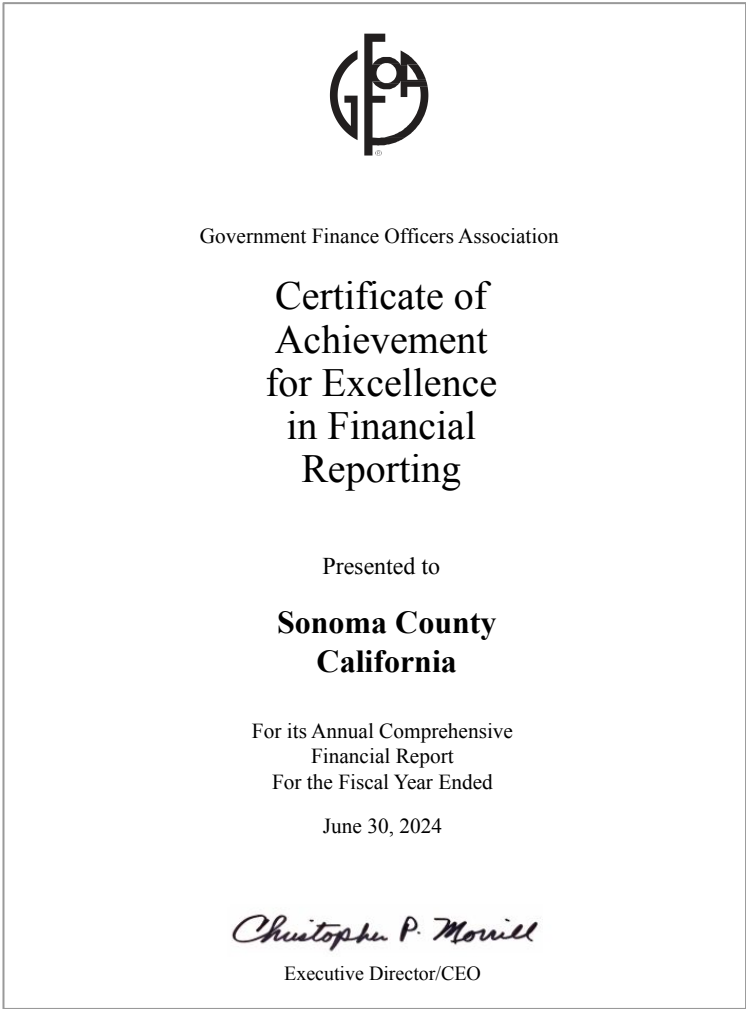 GFOA
®
Government Finance Officers Association
Certificate of
Achievement
for Excellence
in Financial
Reporting
Presented to
Sonoma County
California
For its Annual Comprehensive
Financial Report
For the Fiscal Year Ended
June 30, 2024
Christopher P. Morrill
Executive Director/CEO